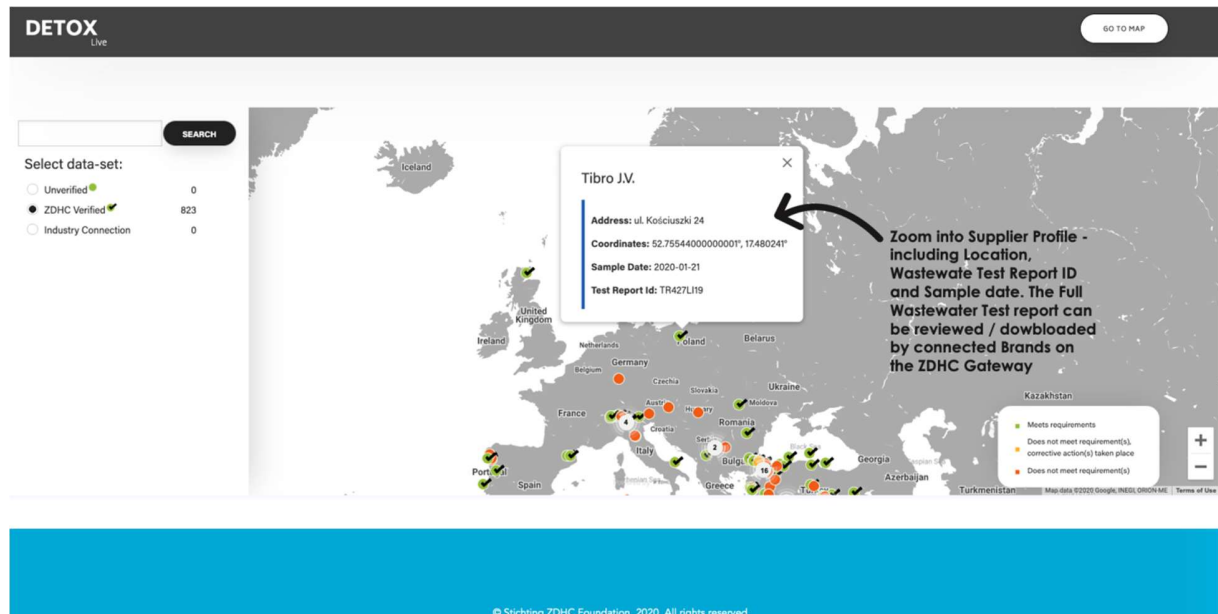 DETOX
Live
GO TO MAP
SEARCH
Select data-set:
Unverified 0
ZDHC Verified 823
Industry Connection 0
Tibro J.V.
Address: ul. Kościuszki 24
Coordinates: 52.75544000000001°, 17.480241°
Sample Date: 2020-01-21
Test Report Id: TR427LI19
Zoom into Supplier Profile -
including Location,
Wastewate Test Report ID
and Sample date. The Full
Wastewater Test report can
be reviewed / dowbloaded
by connected Brands on
the ZDHC Gateway
Iceland
United
Kingdom
Ireland
Netherlands
Poland
Belarus
Belgium
Germany
Czechia
Slovakia
Ukraine
Kazakhstan
France
Moldova
Romania
Croatia
4
2
16
Italy
Spain
Greece
Georgia
Azerbaijan
Turkmenistan
Meets requirements
Does not meet requirement(s),
corrective action(s) taken place
Does not meet requirement(s)
+
−
Map data ©2020 Google, INEGI, ORION-ME
Terms of Use
© Stichting ZDHC Foundation, 2020. All rights reserved